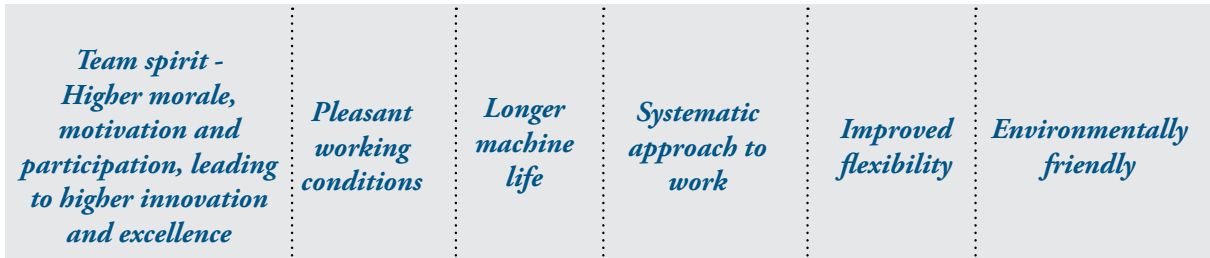 Team spirit -
Higher morale,
motivation and
participation, leading
to higher innovation
and excellence
Pleasant
working
conditions
Longer
machine
life
Systematic
approach to
work
Improved
flexibility
Environmentally
friendly